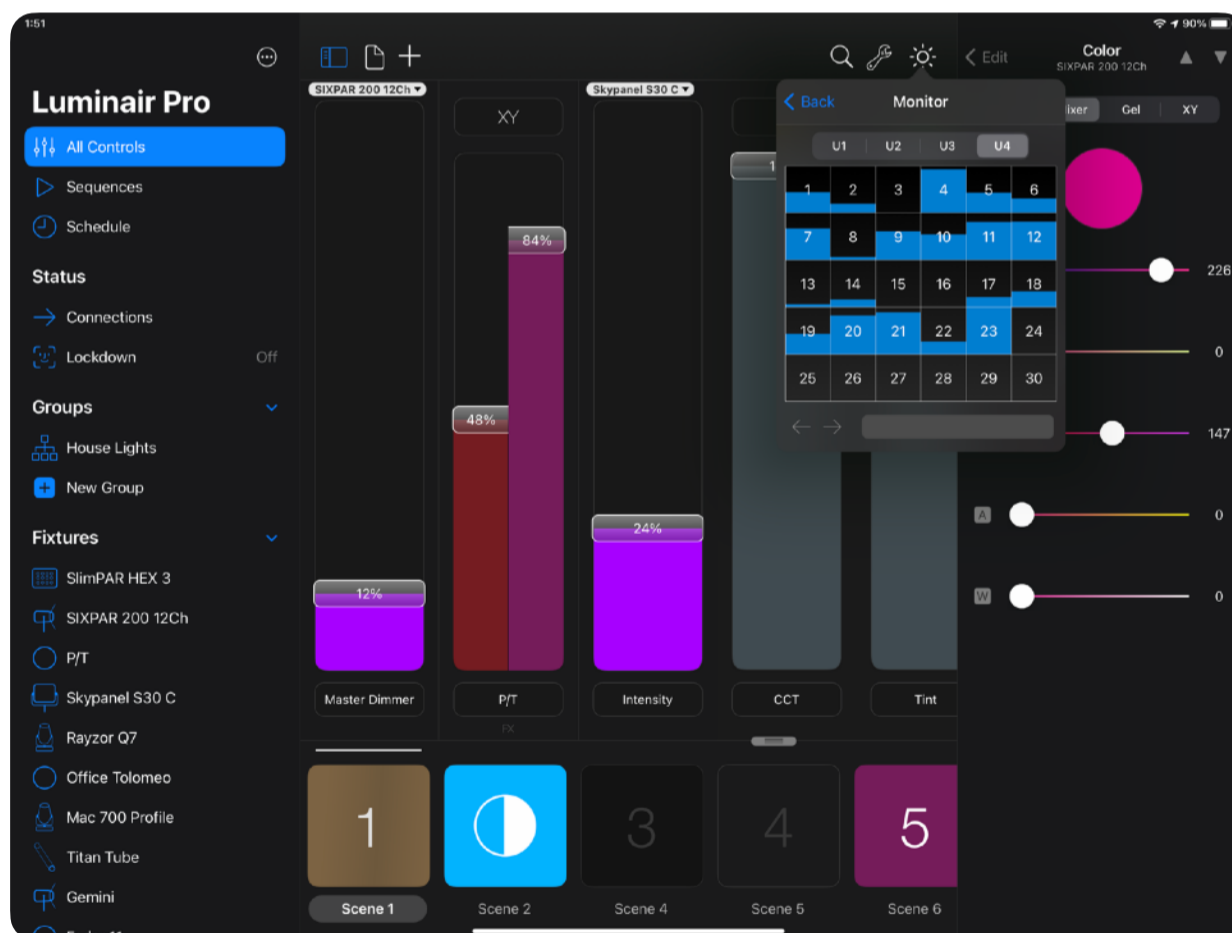 1:51
90%
Luminair Pro
All Controls
Sequences
Schedule
Status
Connections
Lockdown
Off
Groups
House Lights
New Group
Fixtures
SlimPAR HEX 3
SIXPAR 200 12Ch
P/T
Skypanel S30 C
Rayzor Q7
Office Tolomeo
Mac 700 Profile
Titan Tube
Gemini
SIXPAR 200 12Ch ▼
XY
Skypanel S30 C ▼
84%
48%
24%
12%
Master Dimmer
P/T
Intensity
CCT
Tint
FX
1
3
4
5
Scene 1
Scene 2
Scene 4
Scene 5
Scene 6
Back
Monitor
U1 U2 U3 U4
1 2 3 4 5 6
7 8 9 10 11 12
13 14 15 16 17 18
19 20 21 22 23 24
25 26 27 28 29 30
Edit
Color
SIXPAR 200 12Ch
Gel
XY
226
0
147
A
0
W
0